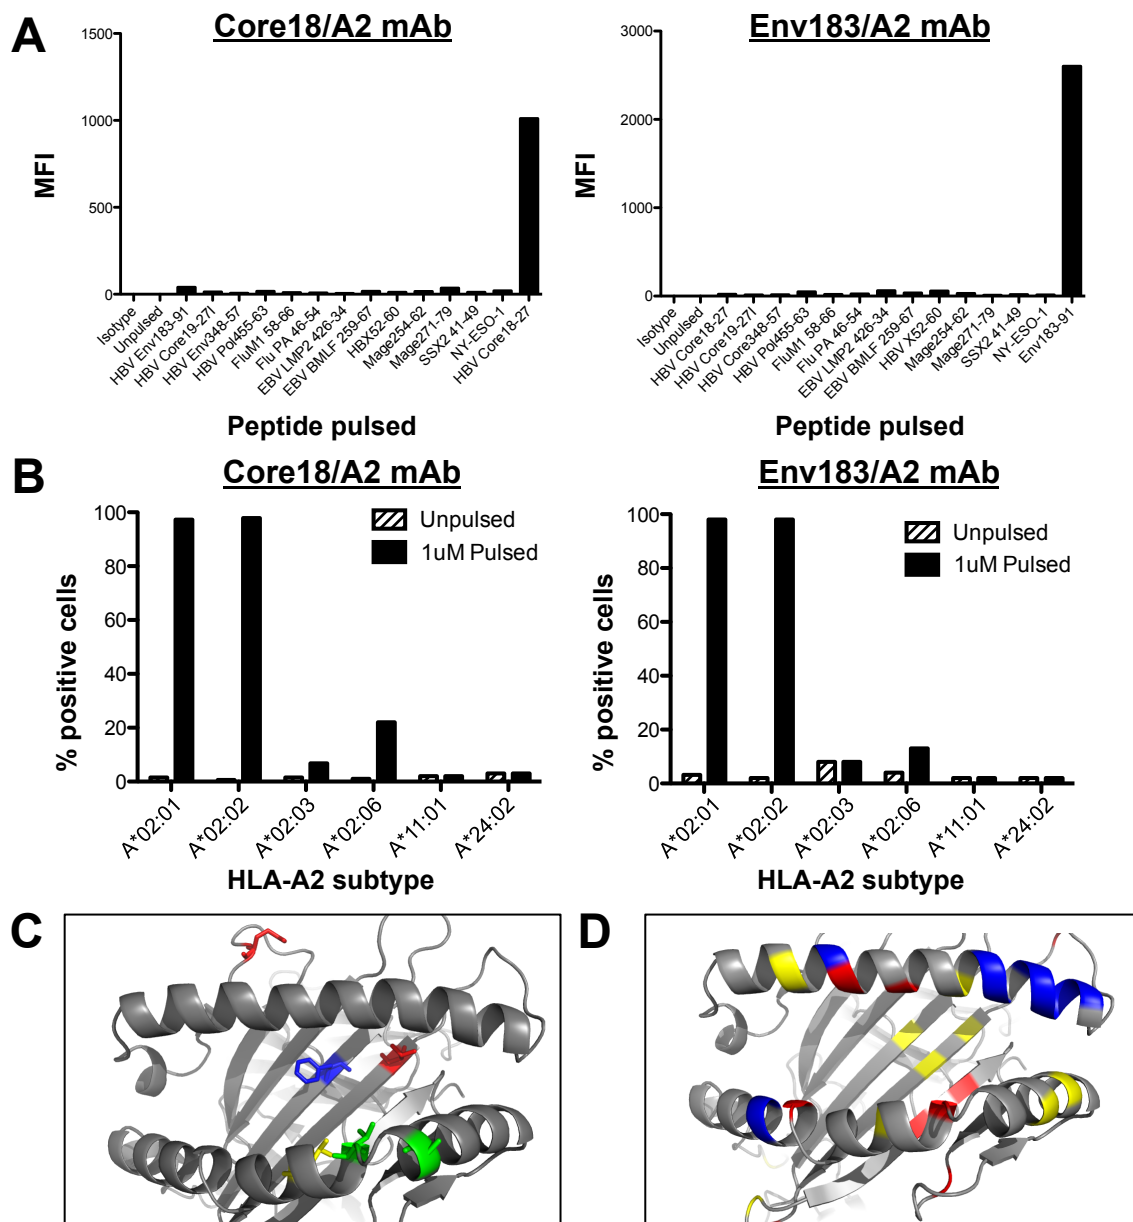 A
Core18/A2 mAb
Env183/A2 mAb
1500
1000
500
0
MFI
Isotype
Unpulsed
HBV Env183-91
HBV Core19-27I
HBV Env348-57
HBV Pol455-63
FluM1 58-66
Flu PA 46-54
EBV LMP2 426-34
EBV BMLF 259-67
HBX52-60
Mage254-62
Mage271-79
SSX2 41-49
NY-ESO-1
HBV Core18-27
Peptide pulsed
3000
2000
1000
0
MFI
Isotype
Unpulsed
HBV Core18-27
HBV Core19-27I
HBV Core348-57
HBV Pol455-63
FluM1 58-66
Flu PA 46-54
EBV LMP2 426-34
EBV BMLF 259-67
HBV X52-60
Mage254-62
Mage271-79
SSX2 41-49
NY-ESO-1
Env183-91
Peptide pulsed
B
Core18/A2 mAb
Env183/A2 mAb
Unpulsed
1uM Pulsed
100
80
60
40
20
0
% positive cells
A*02:01
A*02:02
A*02:03
A*02:06
A*11:01
A*24:02
HLA-A2 subtype
Unpulsed
1uM Pulsed
100
80
60
40
20
0
% positive cells
A*02:01
A*02:02
A*02:03
A*02:06
A*11:01
A*24:02
HLA-A2 subtype
C
D